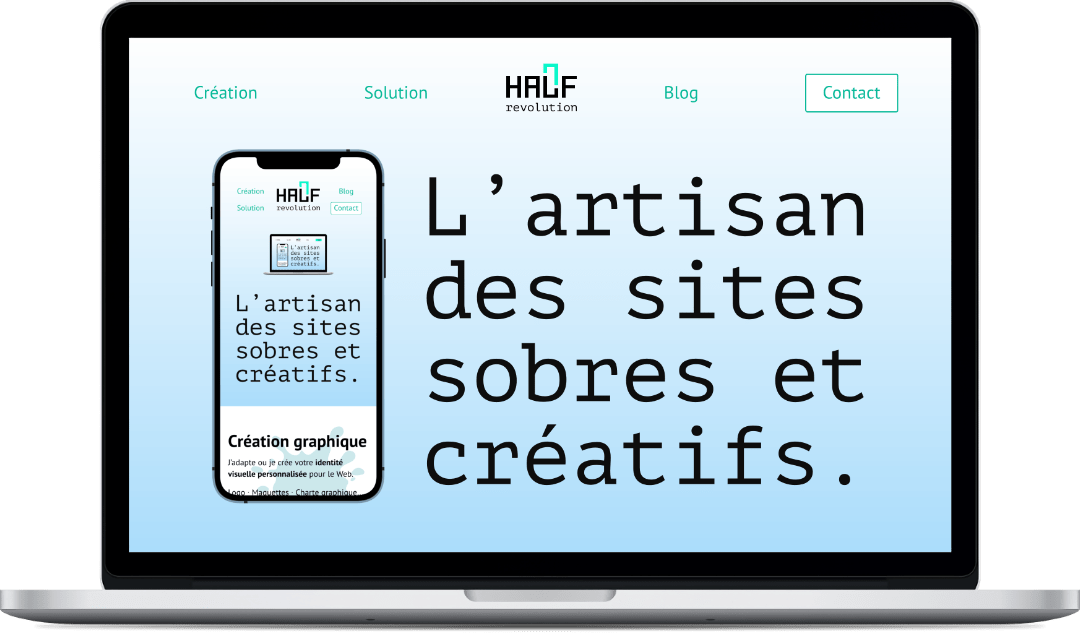 Création Solution HALF Blog Contact
revolution
L’artisan
des sites
sobres et
créatifs.
Création HALF Blog
Solution revolution Contact
L’artisan
des sites
sobres et
créatifs.
L’artisan
des sites
sobres et
créatifs.
Création graphique
J’adapte ou je crée votre identité
visuelle personnalisée pour le Web.
Logo · Maquettes · Charte graphique